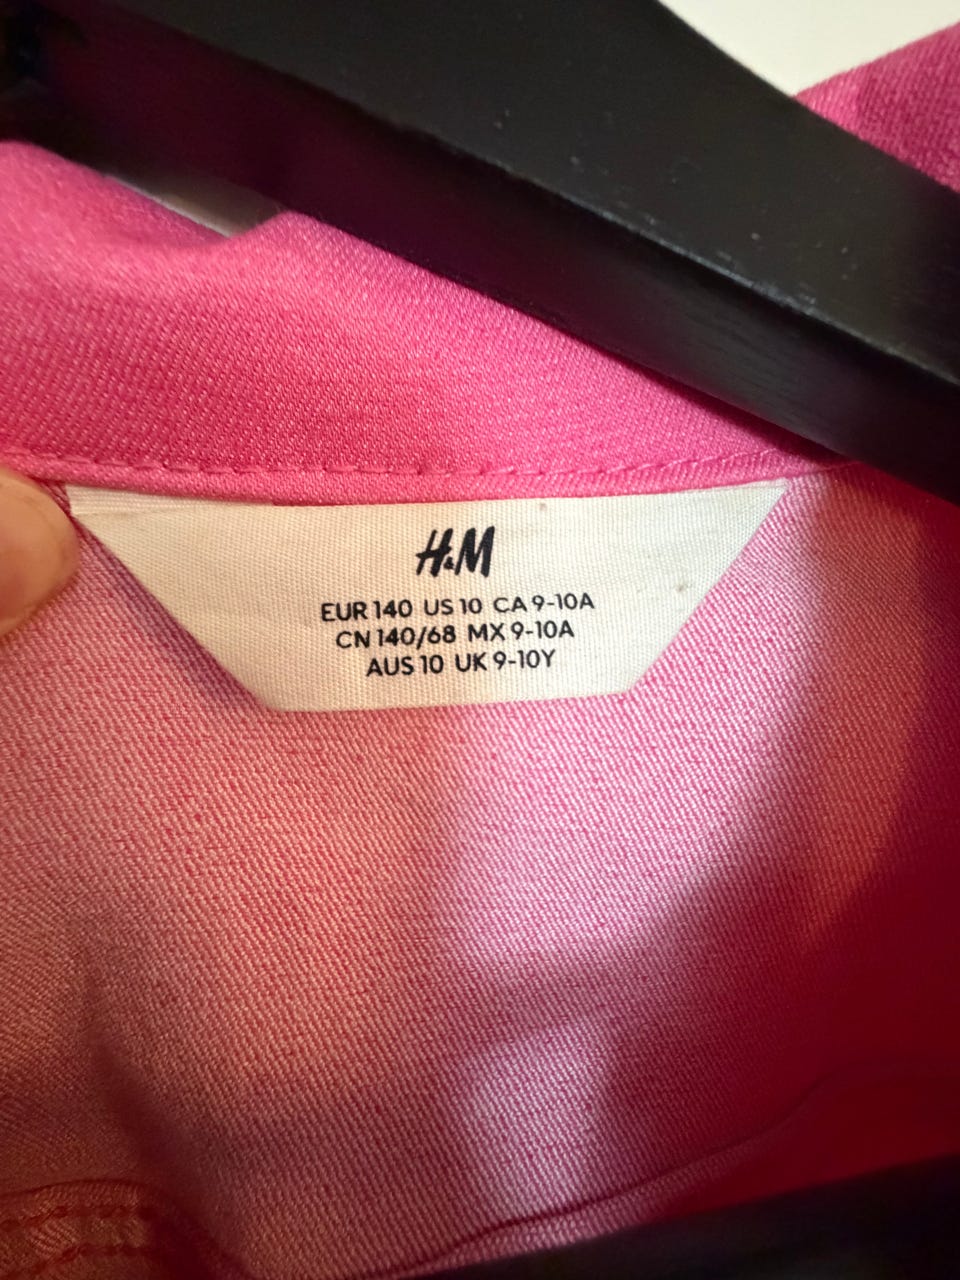 H&M
EUR 140 US 10 CA 9-10A
CN 140/68 MX 9-10A
AUS 10 UK 9-10Y